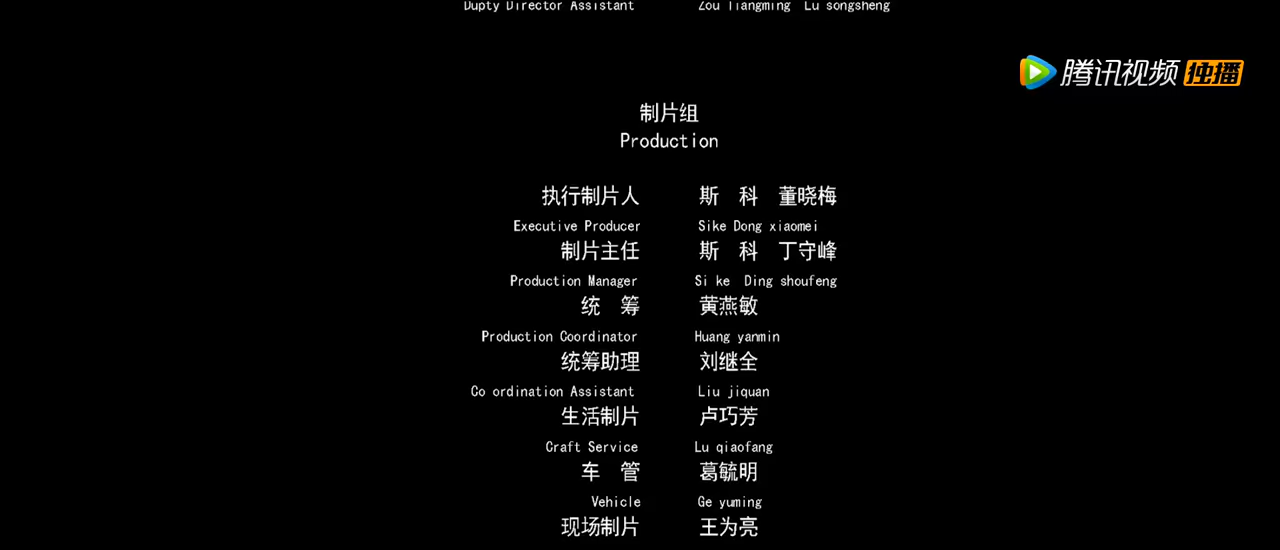 Dupty Director Assistant Zou liangming Lu songsheng
腾讯视频 独播
制片组
Production
执行制片人 斯 科 董晓梅
Executive Producer Sike Dong xiaomei
制片主任 斯 科 丁守峰
Production Manager Si ke Ding shoufeng
统 筹 黄燕敏
Production Coordinator Huang yanmin
统筹助理 刘继全
Co ordination Assistant Liu jiquan
生活制片 卢巧芳
Craft Service Lu qiaofang
车 管 葛毓明
Vehicle Ge yuming
现场制片 王为亮